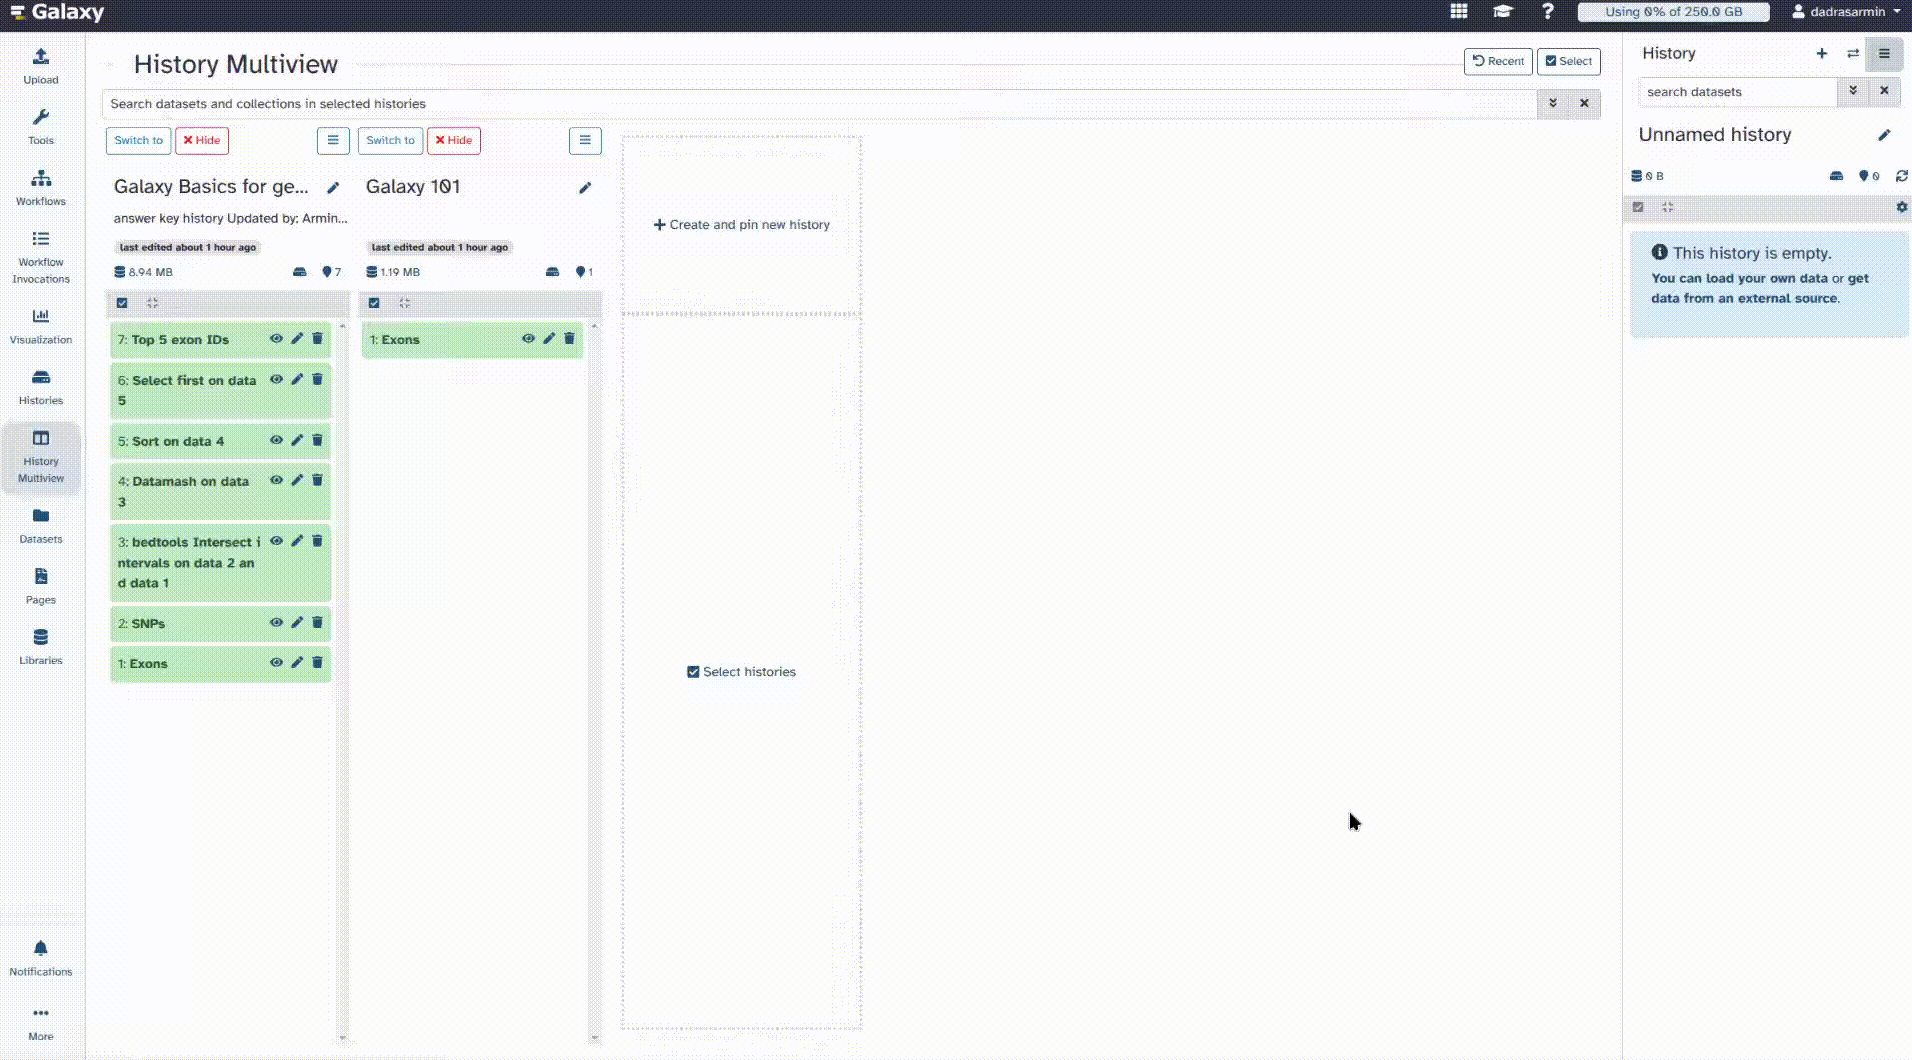 Galaxy
Using 0% of 250.0 GB
dadrasarmin
Upload
Tools
Workflows
Workflow
Invocations
Visualization
Histories
History
Multiview
Datasets
Pages
Libraries
Notifications
More
History Multiview
Recent
Select
Search datasets and collections in selected histories
Switch to
Hide
Galaxy Basics for ge...
answer key history Updated by: Armin...
last edited about 1 hour ago
8.94 MB
7
7: Top 5 exon IDs
6: Select first on data
5
5: Sort on data 4
4: Datamash on data
3
3: bedtools Intersect i
ntervals on data 2 an
d data 1
2: SNPs
1: Exons
Switch to
Hide
Galaxy 101
last edited about 1 hour ago
1.19 MB
1
1: Exons
Create and pin new history
Select histories
History
search datasets
Unnamed history
0 B
0
This history is empty.
You can load your own data or get
data from an external source.